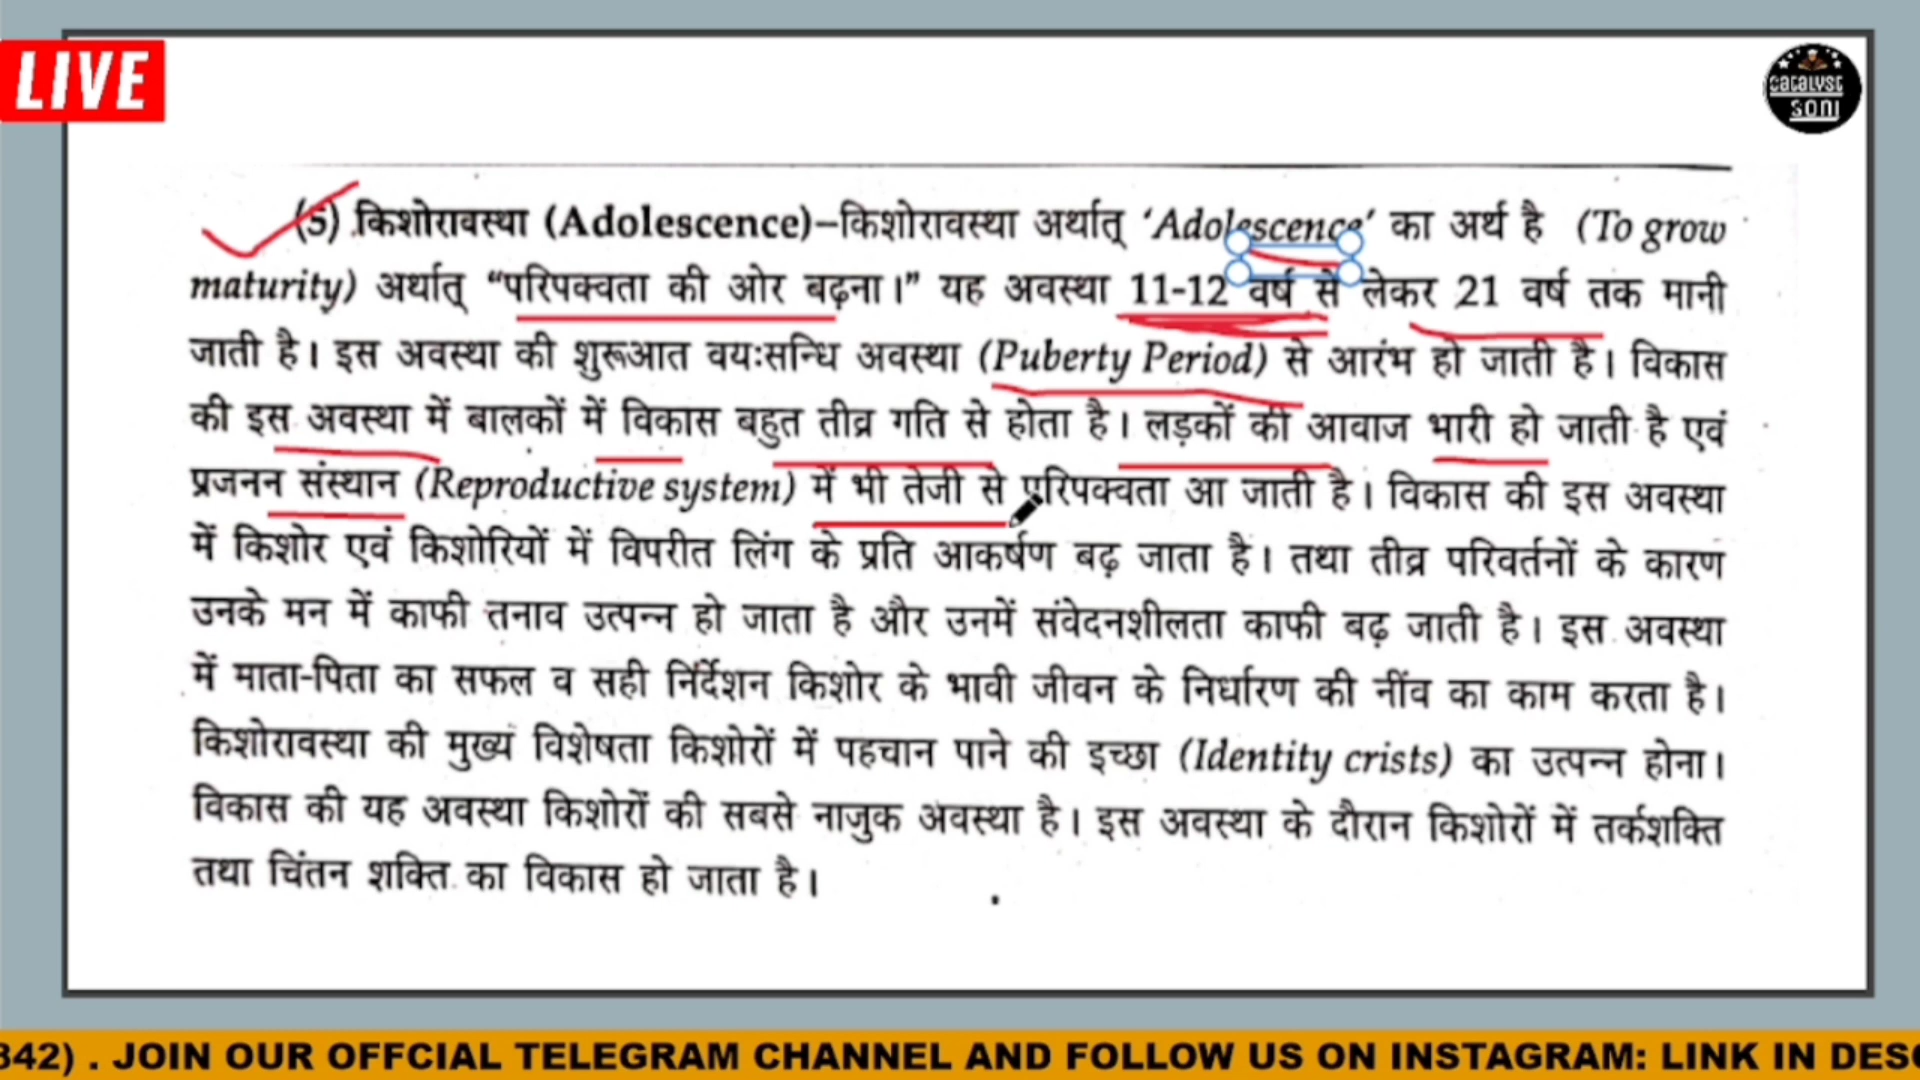 LIVE
catalyst
soni
(5) किशोरावस्था (Adolescence)–किशोरावस्था अर्थात् ‘Adolescence’ का अर्थ है (To grow
maturity) अर्थात् “परिपक्वता की ओर बढ़ना।” यह अवस्था 11-12 वर्ष से लेकर 21 वर्ष तक मानी
जाती है। इस अवस्था की शुरूआत वयःसन्धि अवस्था (Puberty Period) से आरंभ हो जाती है। विकास
की इस अवस्था में बालकों में विकास बहुत तीव्र गति से होता है। लड़कों की आवाज भारी हो जाती है एवं
प्रजनन संस्थान (Reproductive system) में भी तेजी से परिपक्वता आ जाती है। विकास की इस अवस्था
में किशोर एवं किशोरियों में विपरीत लिंग के प्रति आकर्षण बढ़ जाता है। तथा तीव्र परिवर्तनों के कारण
उनके मन में काफी तनाव उत्पन्न हो जाता है और उनमें संवेदनशीलता काफी बढ़ जाती है। इस अवस्था
में माता-पिता का सफल व सही निर्देशन किशोर के भावी जीवन के निर्धारण की नींव का काम करता है।
किशोरावस्था की मुख्य विशेषता किशोरों में पहचान पाने की इच्छा (Identity crists) का उत्पन्न होना।
विकास की यह अवस्था किशोरों की सबसे नाजुक अवस्था है। इस अवस्था के दौरान किशोरों में तर्कशक्ति
तथा चिंतन शक्ति का विकास हो जाता है।
342) . JOIN OUR OFFCIAL TELEGRAM CHANNEL AND FOLLOW US ON INSTAGRAM: LINK IN DESC